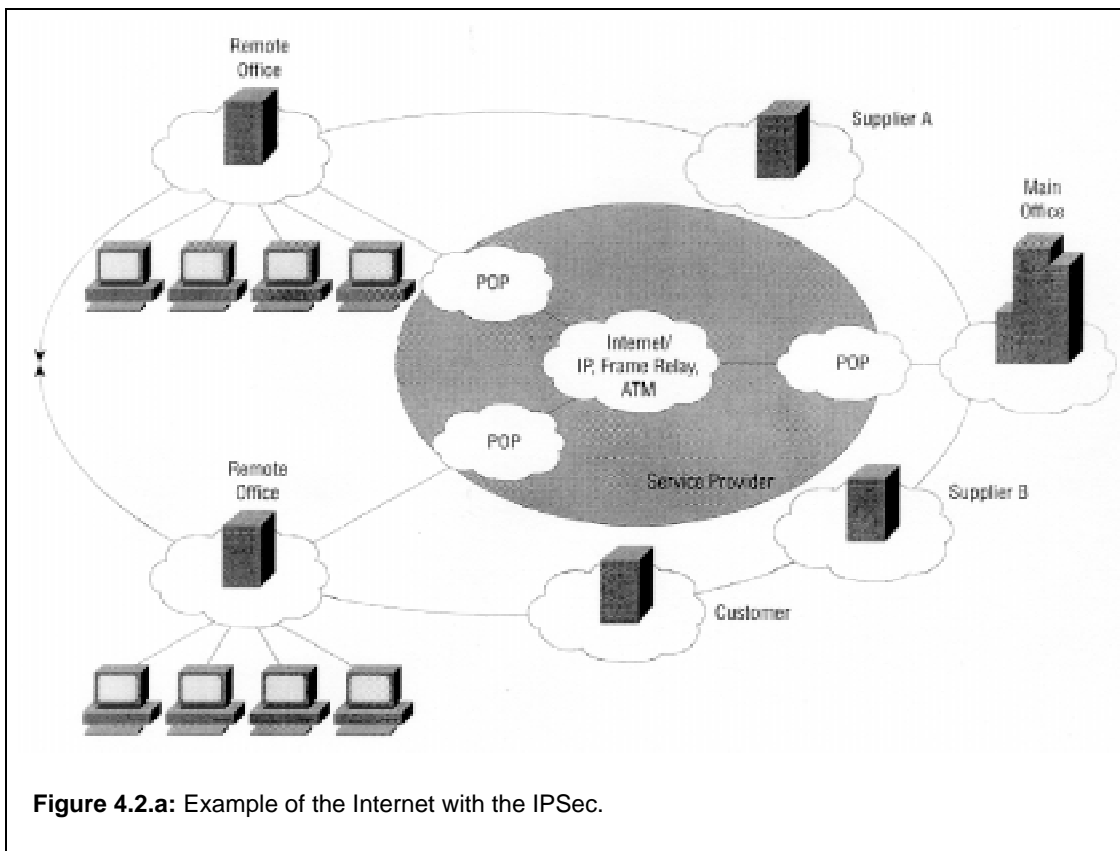 Remote
Office
Supplier A
Main
Office
POP
Internet/
IP, Frame Relay,
ATM
POP
POP
Service Provider
Remote
Office
Supplier B
Customer
Figure 4.2.a: Example of the Internet with the IPSec.